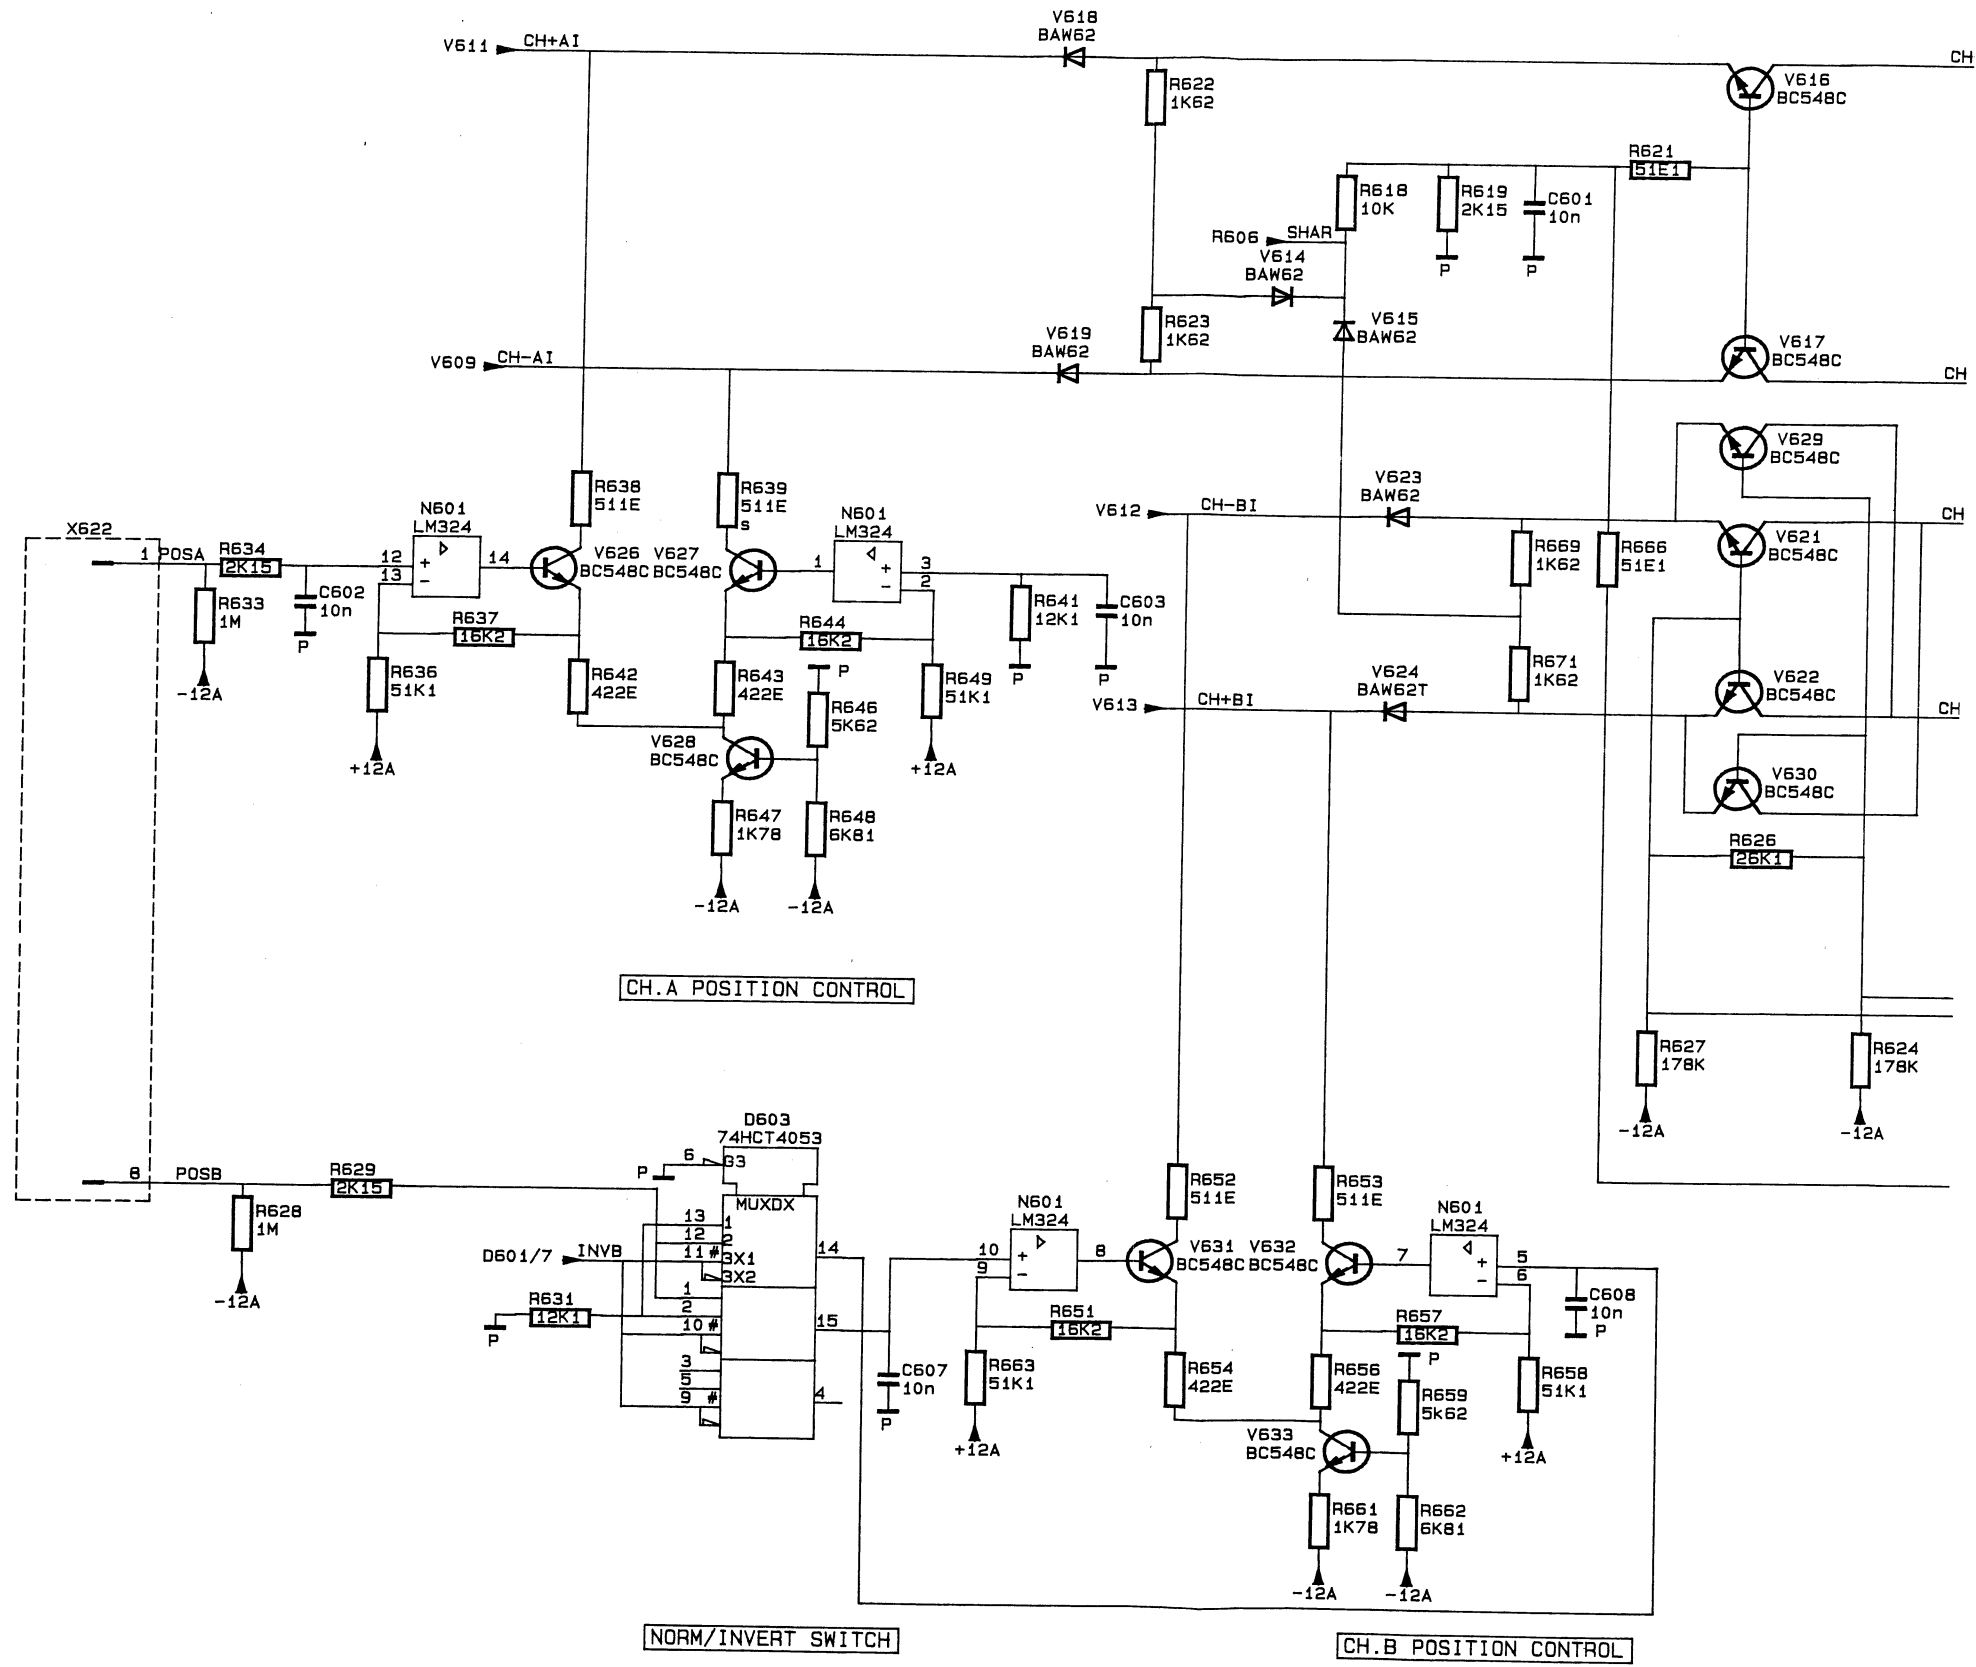 V618
BAW62
V611 CH+AI
CH
R622
1K62
V616
BC548C
R621
51E1
R618
10K
R619
2K15
C601
10n
R606 SHAR
P
P
V614
BAW62
R623
1K62
V615
BAW62
V619
BAW62
V609 CH-AI
V617
BC548C
CH
V629
BC548C
R638
511E
R639
511E
S
V623
BAW62
V612 CH-BI
CH
X622
N601
LM324
N601
LM324
V621
BC548C
1 POSA
R634
2K15
12
+
13
-
14
V626
BC548C
V627
BC548C
1
3
+
2
-
R669
1K62
R666
51E1
R633
1M
C602
10n
P
R637
16K2
R644
16K2
R641
12K1
C603
10n
-12A
R636
51K1
R642
422E
R643
422E
P
R649
51K1
P
P
R671
1K62
V624
BAW62T
V613 CH+BI
V622
BC548C
CH
R646
5K62
V628
BC548C
+12A
+12A
V630
BC548C
R647
1K78
R648
6K81
R626
26K1
-12A
-12A
CH.A POSITION CONTROL
R627
178K
R624
178K
-12A
-12A
D603
74HCT4053
8 POSB
R629
2K15
P
6
G3
MUXDX
R628
1M
-12A
13
1
12
2
11 #
3X1
3X2
14
D601/7 INVB
R631
12K1
P
1
2
10 #
15
3
5
9 #
4
C607
10n
P
R652
511E
R653
511E
N601
LM324
N601
LM324
10
+
9
-
8
V631
BC548C
V632
BC548C
7
5
+
6
-
R651
16K2
R657
16K2
C608
10n
P
R663
51K1
+12A
R654
422E
R656
422E
P
R659
5K62
R658
51K1
+12A
V633
BC548C
R661
1K78
R662
6K81
-12A
-12A
NORM/INVERT SWITCH
CH.B POSITION CONTROL